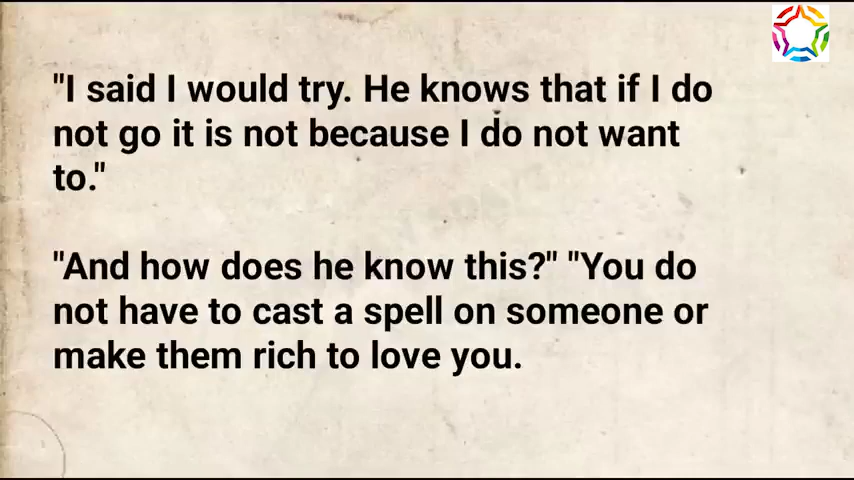 "I said I would try. He knows that if I do
not go it is not because I do not want
to."
"And how does he know this?" "You do
not have to cast a spell on someone or
make them rich to love you.